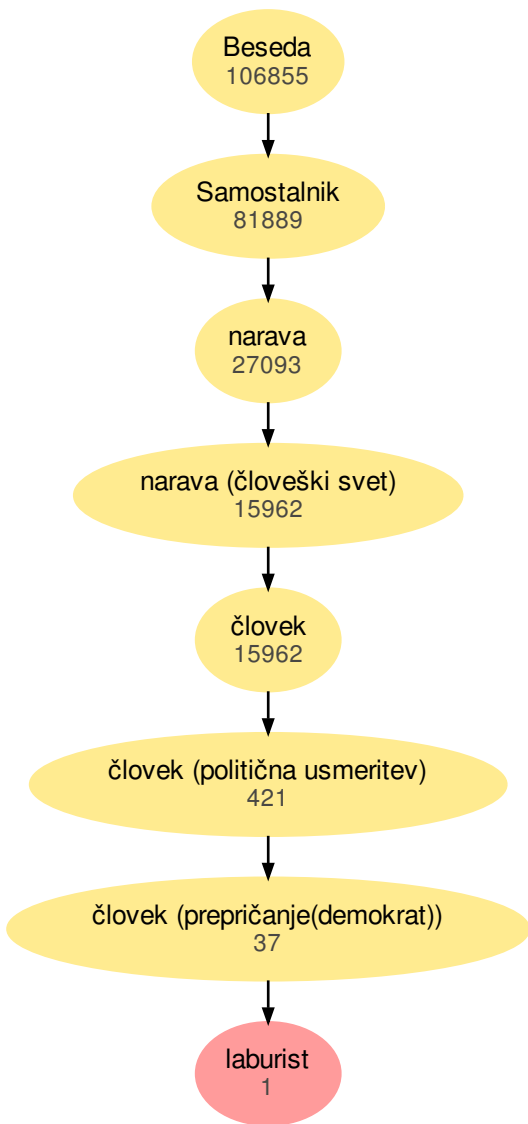 Beseda
106855
Samostalnik
81889
narava
27093
narava (človeški svet)
15962
človek
15962
človek (politična usmeritev)
421
človek (prepričanje(demokrat))
37
laburist
1